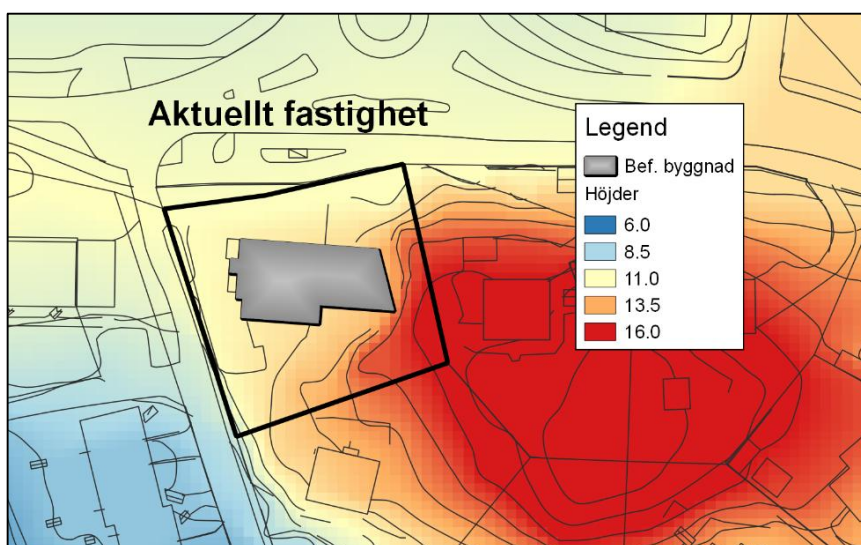 Aktuellt fastighet
Legend
Bef. byggnad
Höjder
6.0
8.5
11.0
13.5
16.0